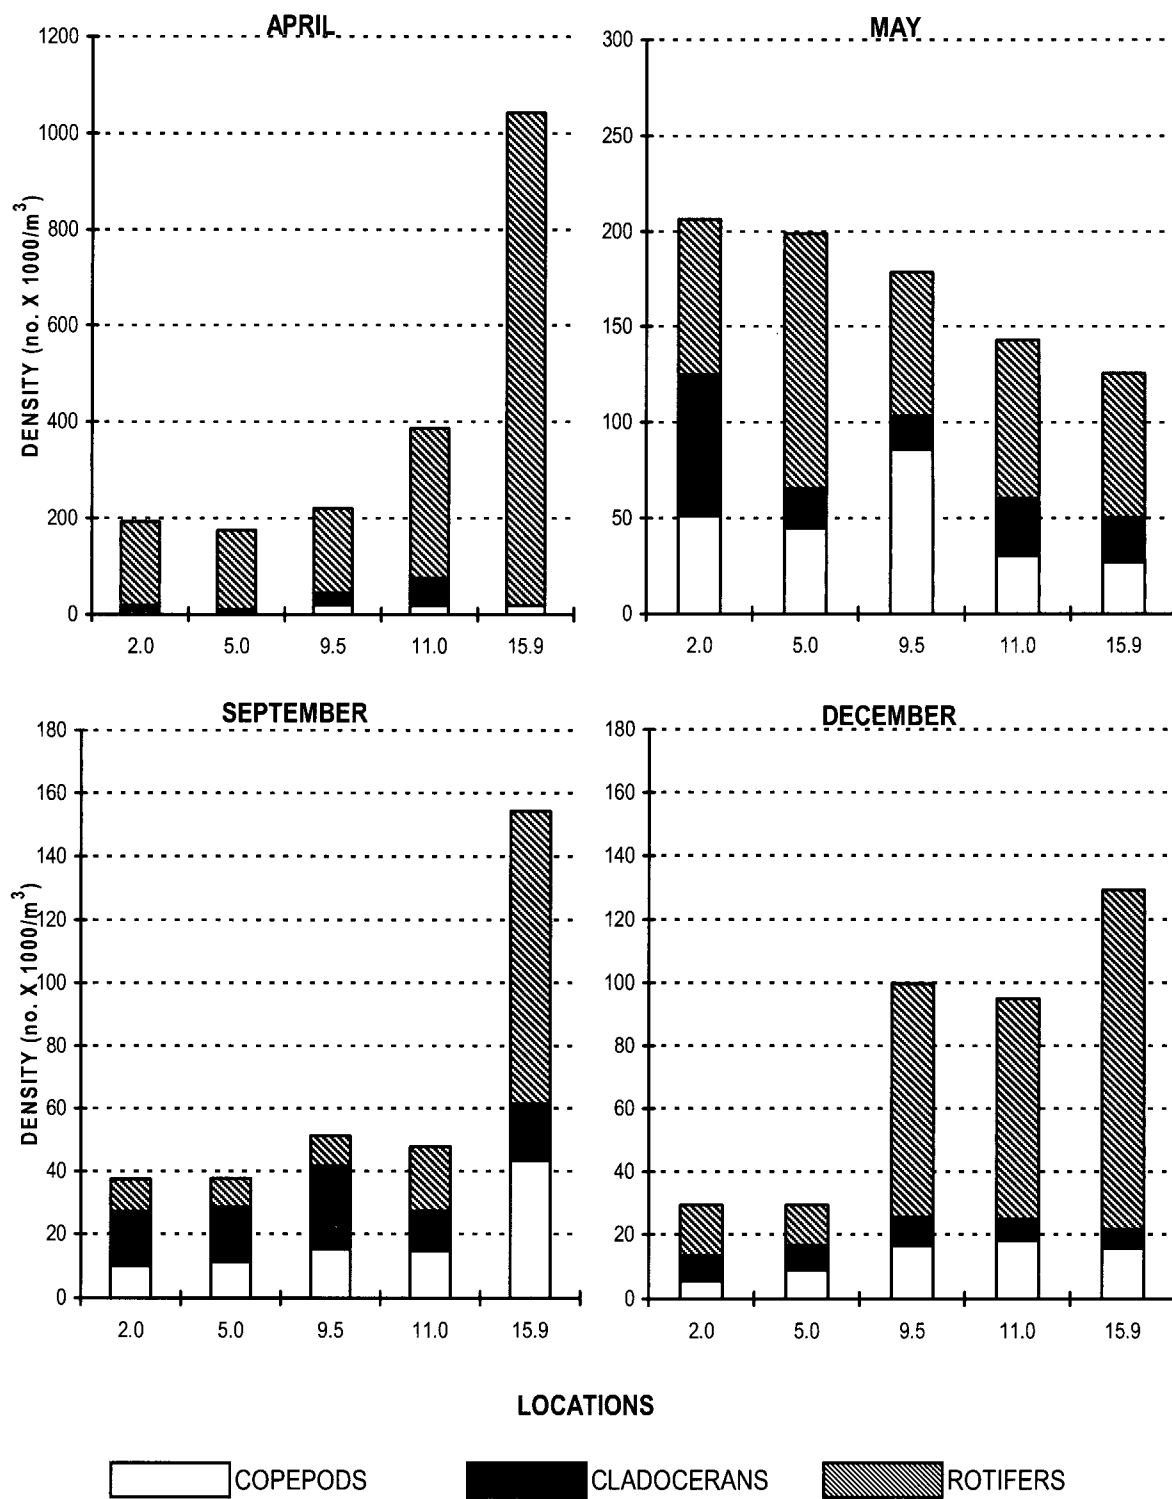 APRIL
1200
1000
800
600
400
200
0
DENSITY (no. X 1000/m³)
2.0 5.0 9.5 11.0 15.9
MAY
300
250
200
150
100
50
0
2.0 5.0 9.5 11.0 15.9
SEPTEMBER
180
160
140
120
100
80
60
40
20
0
DENSITY (no. X 1000/m³)
2.0 5.0 9.5 11.0 15.9
DECEMBER
180
160
140
120
100
80
60
40
20
0
2.0 5.0 9.5 11.0 15.9
LOCATIONS
COPEPODS CLADOCERANS ROTIFERS